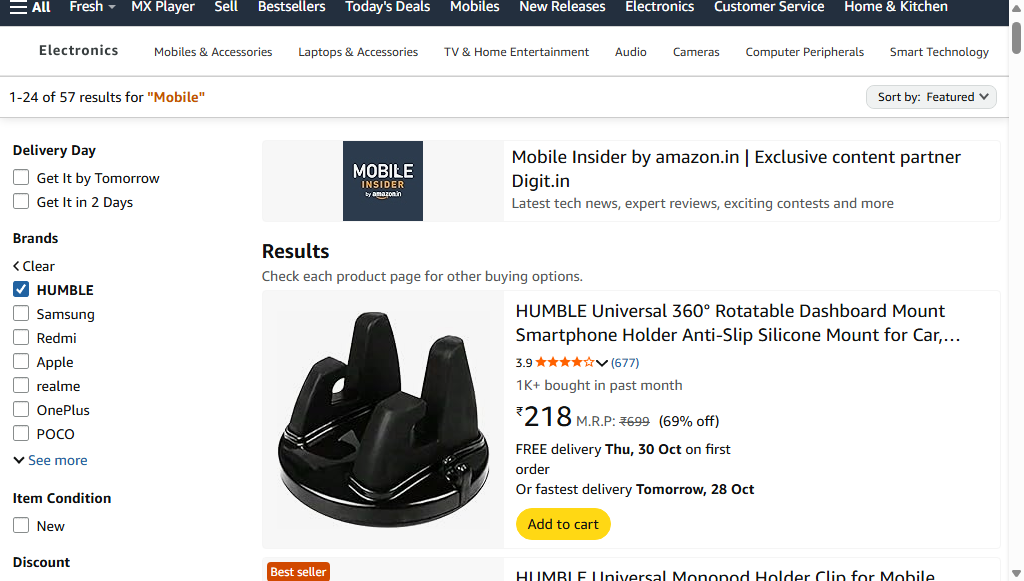 All Fresh MX Player Sell Bestsellers Today's Deals Mobiles New Releases Electronics Customer Service Home & Kitchen
Electronics Mobiles & Accessories Laptops & Accessories TV & Home Entertainment Audio Cameras Computer Peripherals Smart Technology
1-24 of 57 results for "Mobile"
Sort by: Featured
Delivery Day
Get It by Tomorrow
Get It in 2 Days
Brands
Clear
HUMBLE
Samsung
Redmi
Apple
realme
OnePlus
POCO
See more
Item Condition
New
Discount
MOBILE
INSIDER
by amazon.in
Mobile Insider by amazon.in | Exclusive content partner
Digit.in
Latest tech news, expert reviews, exciting contests and more
Results
Check each product page for other buying options.
HUMBLE Universal 360° Rotatable Dashboard Mount
Smartphone Holder Anti-Slip Silicone Mount for Car,…
3.9 (677)
1K+ bought in past month
₹218 M.R.P: ₹699 (69% off)
FREE delivery Thu, 30 Oct on first
order
Or fastest delivery Tomorrow, 28 Oct
Add to cart
Best seller
HUMBLE Universal Monopod Holder Clip for Mobile